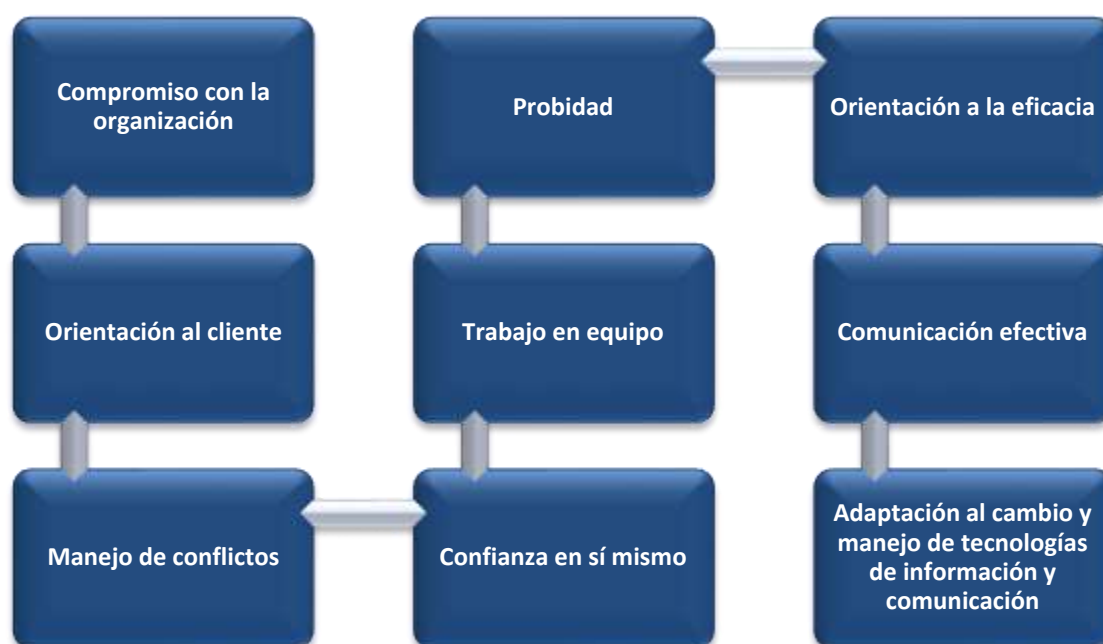 Compromiso con la
organización
Orientación al cliente
Manejo de conflictos
Confianza en sí mismo
Trabajo en equipo
Probidad
Orientación a la eficacia
Comunicación efectiva
Adaptación al cambio y
manejo de tecnologías
de información y
comunicación